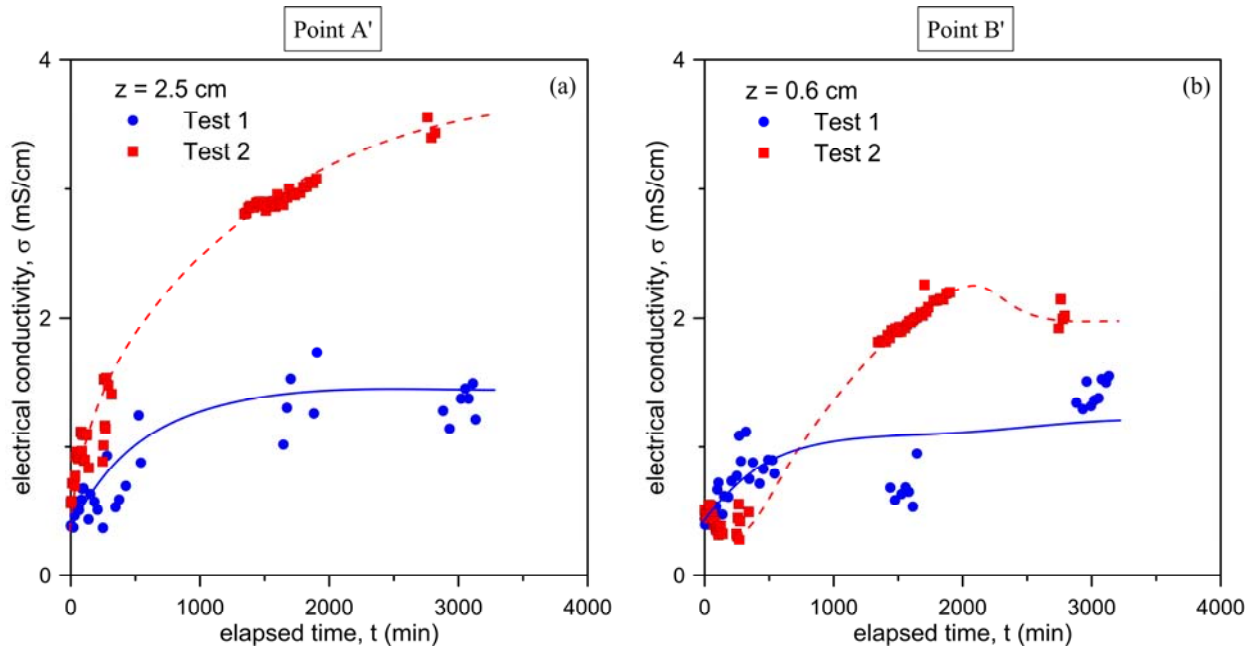 Point A'
4
z = 2.5 cm
(a)
Test 1
Test 2
electrical conductivity, σ (mS/cm)
2
0
0
1000
2000
3000
4000
elapsed time, t (min)
Point B'
4
z = 0.6 cm
(b)
Test 1
Test 2
electrical conductivity, σ (mS/cm)
2
0
0
1000
2000
3000
4000
elapsed time, t (min)